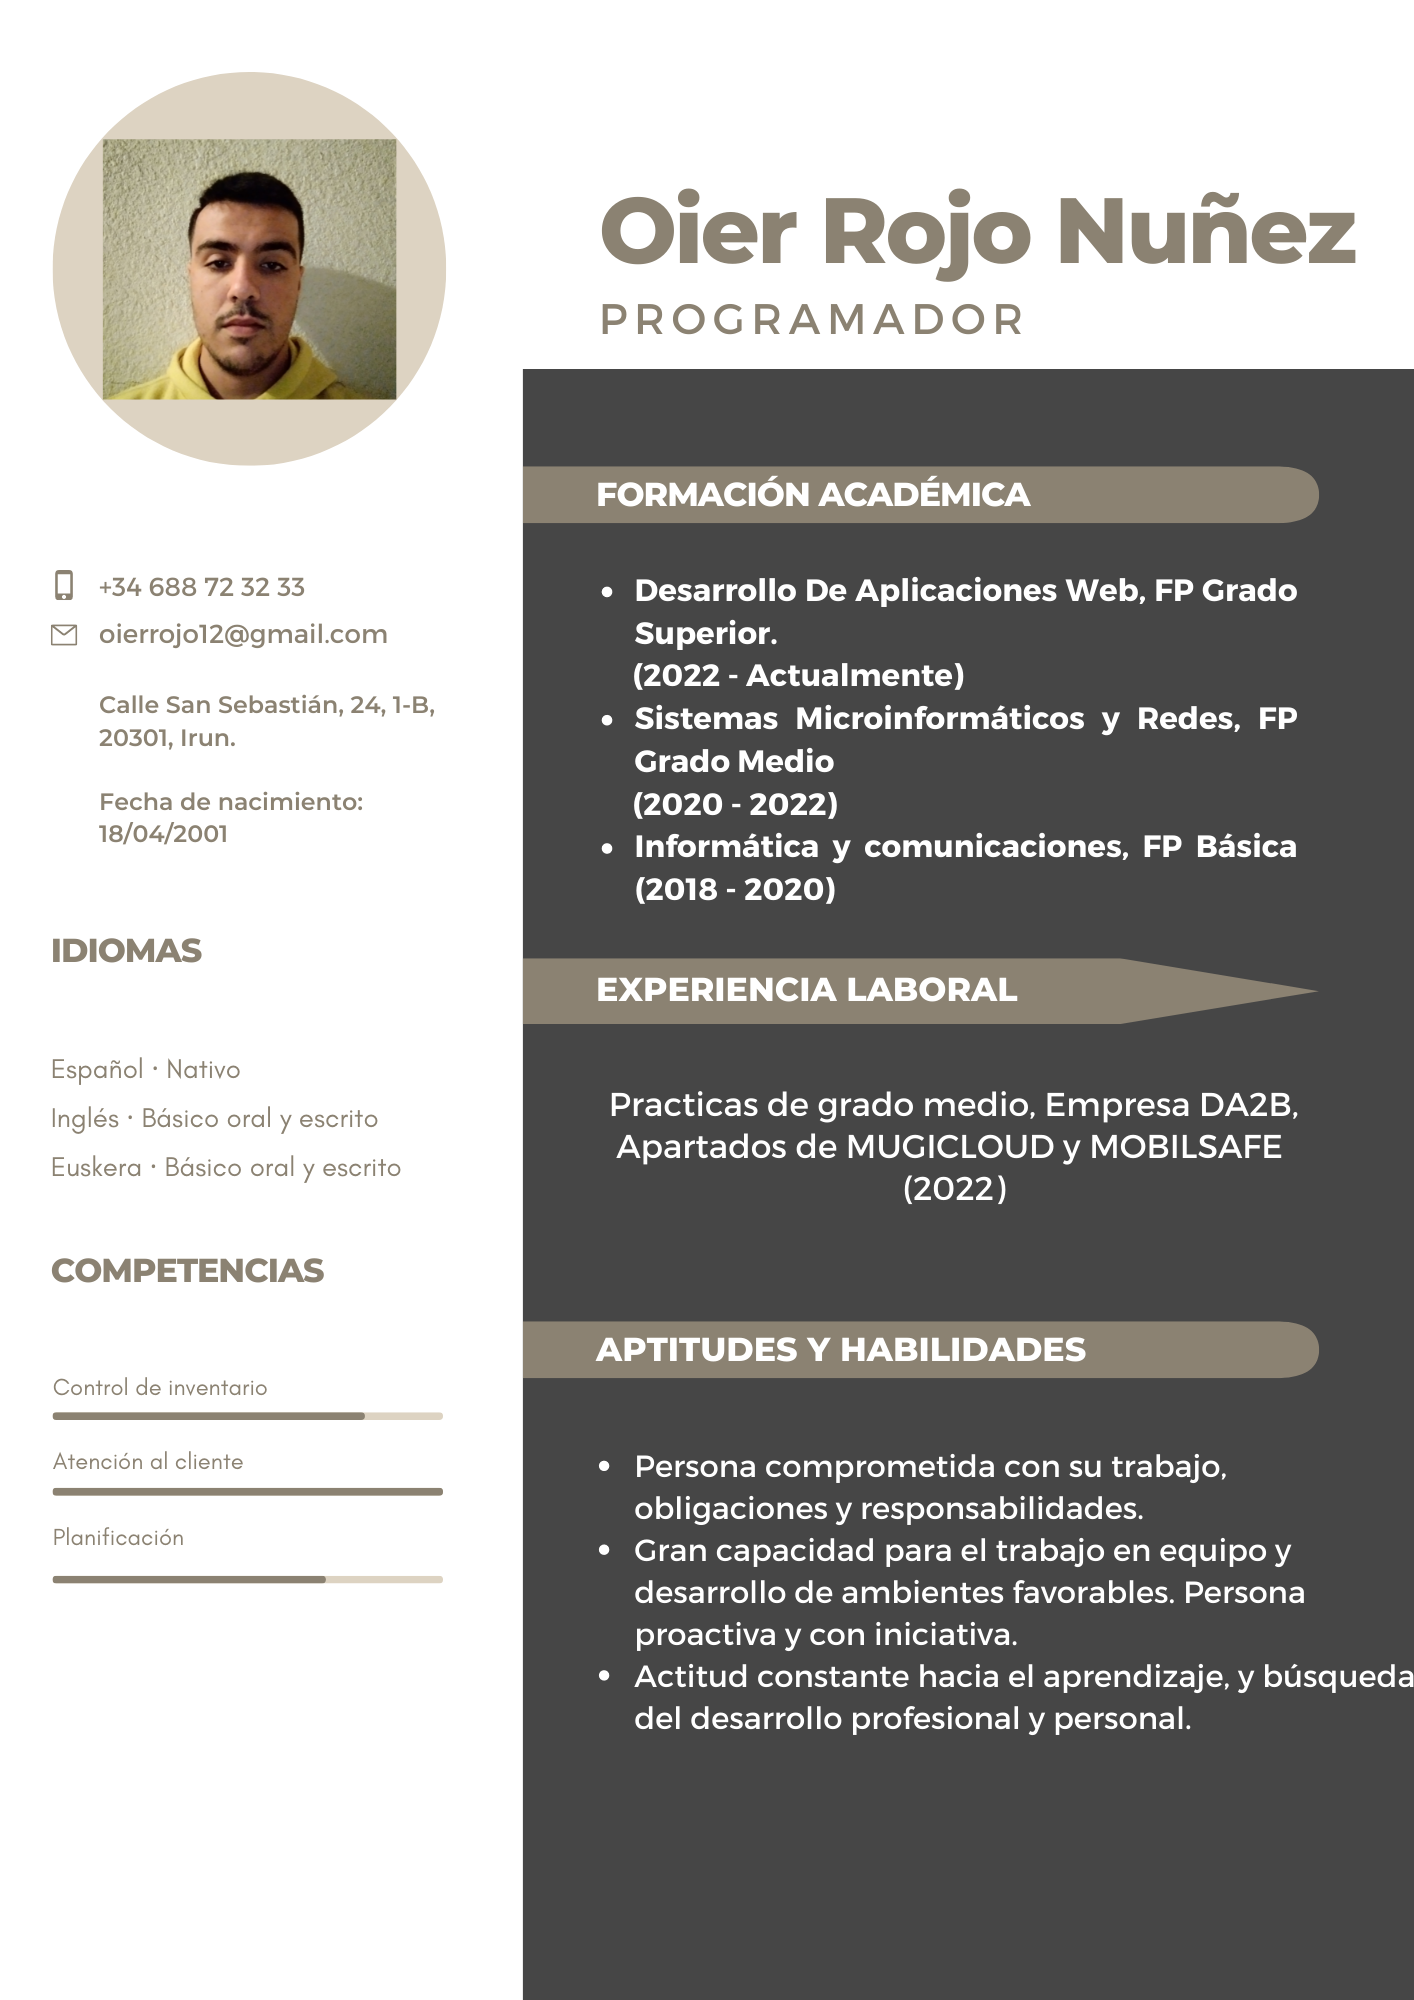 Oier Rojo Nuñez
PROGRAMADOR
+34 688 72 32 33
oierrojo12@gmail.com
Calle San Sebastián, 24, 1-B,
20301, Irun.
Fecha de nacimiento:
18/04/2001
IDIOMAS
Español · Nativo
Inglés · Básico oral y escrito
Euskera · Básico oral y escrito
COMPETENCIAS
Control de inventario
Atención al cliente
Planificación
FORMACIÓN ACADÉMICA
• Desarrollo De Aplicaciones Web, FP Grado
Superior.
(2022 - Actualmente)
• Sistemas Microinformáticos y Redes, FP
Grado Medio
(2020 - 2022)
• Informática y comunicaciones, FP Básica
(2018 - 2020)
EXPERIENCIA LABORAL
Practicas de grado medio, Empresa DA2B,
Apartados de MUGICLOUD y MOBILSAFE
(2022)
APTITUDES Y HABILIDADES
• Persona comprometida con su trabajo,
obligaciones y responsabilidades.
• Gran capacidad para el trabajo en equipo y
desarrollo de ambientes favorables. Persona
proactiva y con iniciativa.
• Actitud constante hacia el aprendizaje, y búsqueda
del desarrollo profesional y personal.